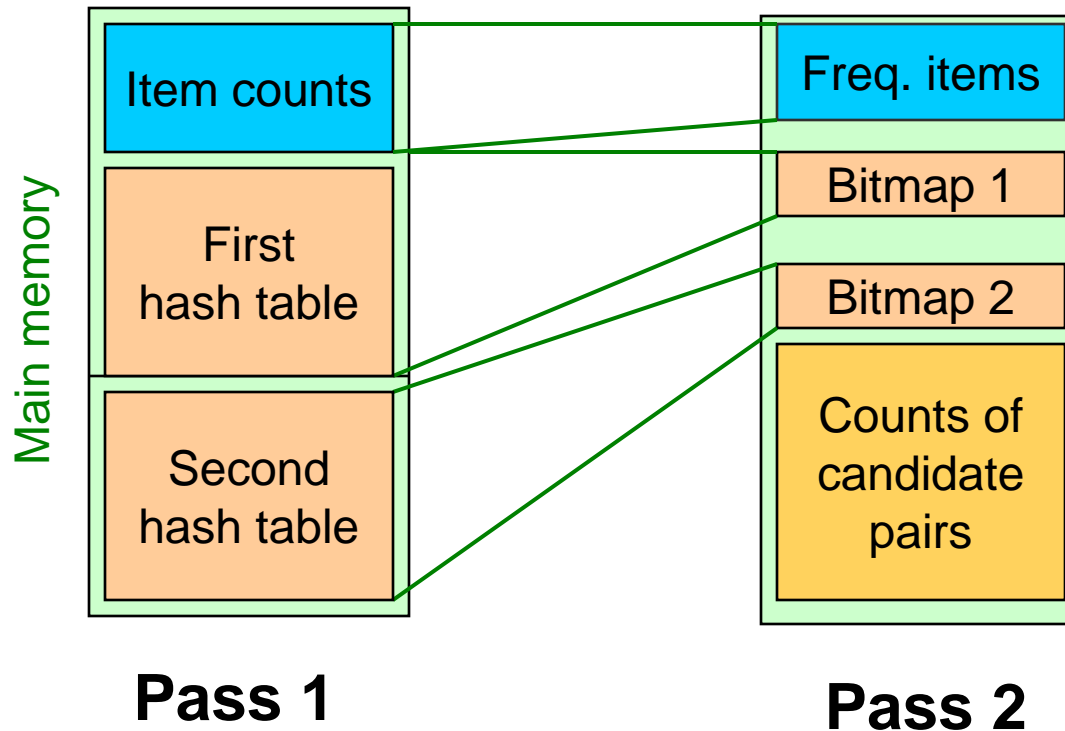 Main memory
Item counts
First
hash table
Second
hash table
Pass 1
Freq. items
Bitmap 1
Bitmap 2
Counts of
candidate
pairs
Pass 2